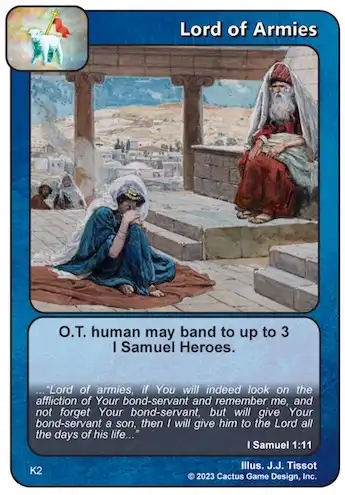 Lord of Armies
O.T. human may band to up to 3
I Samuel Heroes.
..."Lord of armies, if You will indeed look on the
affliction of Your bond-servant and remember me, and
not forget Your bond-servant, but will give Your
bond-servant a son, then I will give him to the Lord all
the days of his life..."
I Samuel 1:11
K2
Illus. J.J. Tissot
© 2023 Cactus Game Design, Inc.